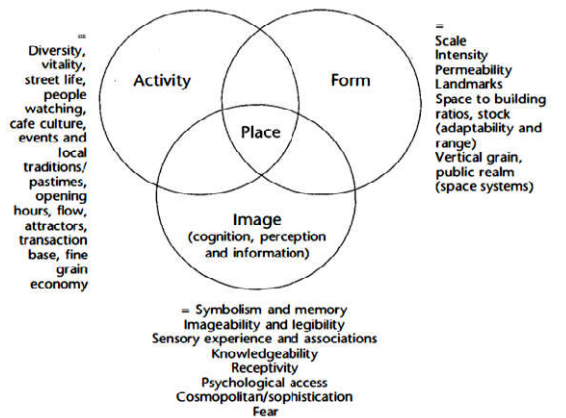 =
Diversity,
vitality,
street life,
people
watching,
cafe culture,
events and
local
traditions/
pastimes,
opening
hours, flow,
attractors,
transaction
base, fine
grain
economy
Activity
Form
Place
Image
(cognition, perception
and information)
=
Scale
Intensity
Permeability
Landmarks
Space to building
ratios, stock
(adaptability and
range)
Vertical grain,
public realm
(space systems)
= Symbolism and memory
Imageability and legibility
Sensory experience and associations
Knowledgeability
Receptivity
Psychological access
Cosmopolitan/sophistication
Fear